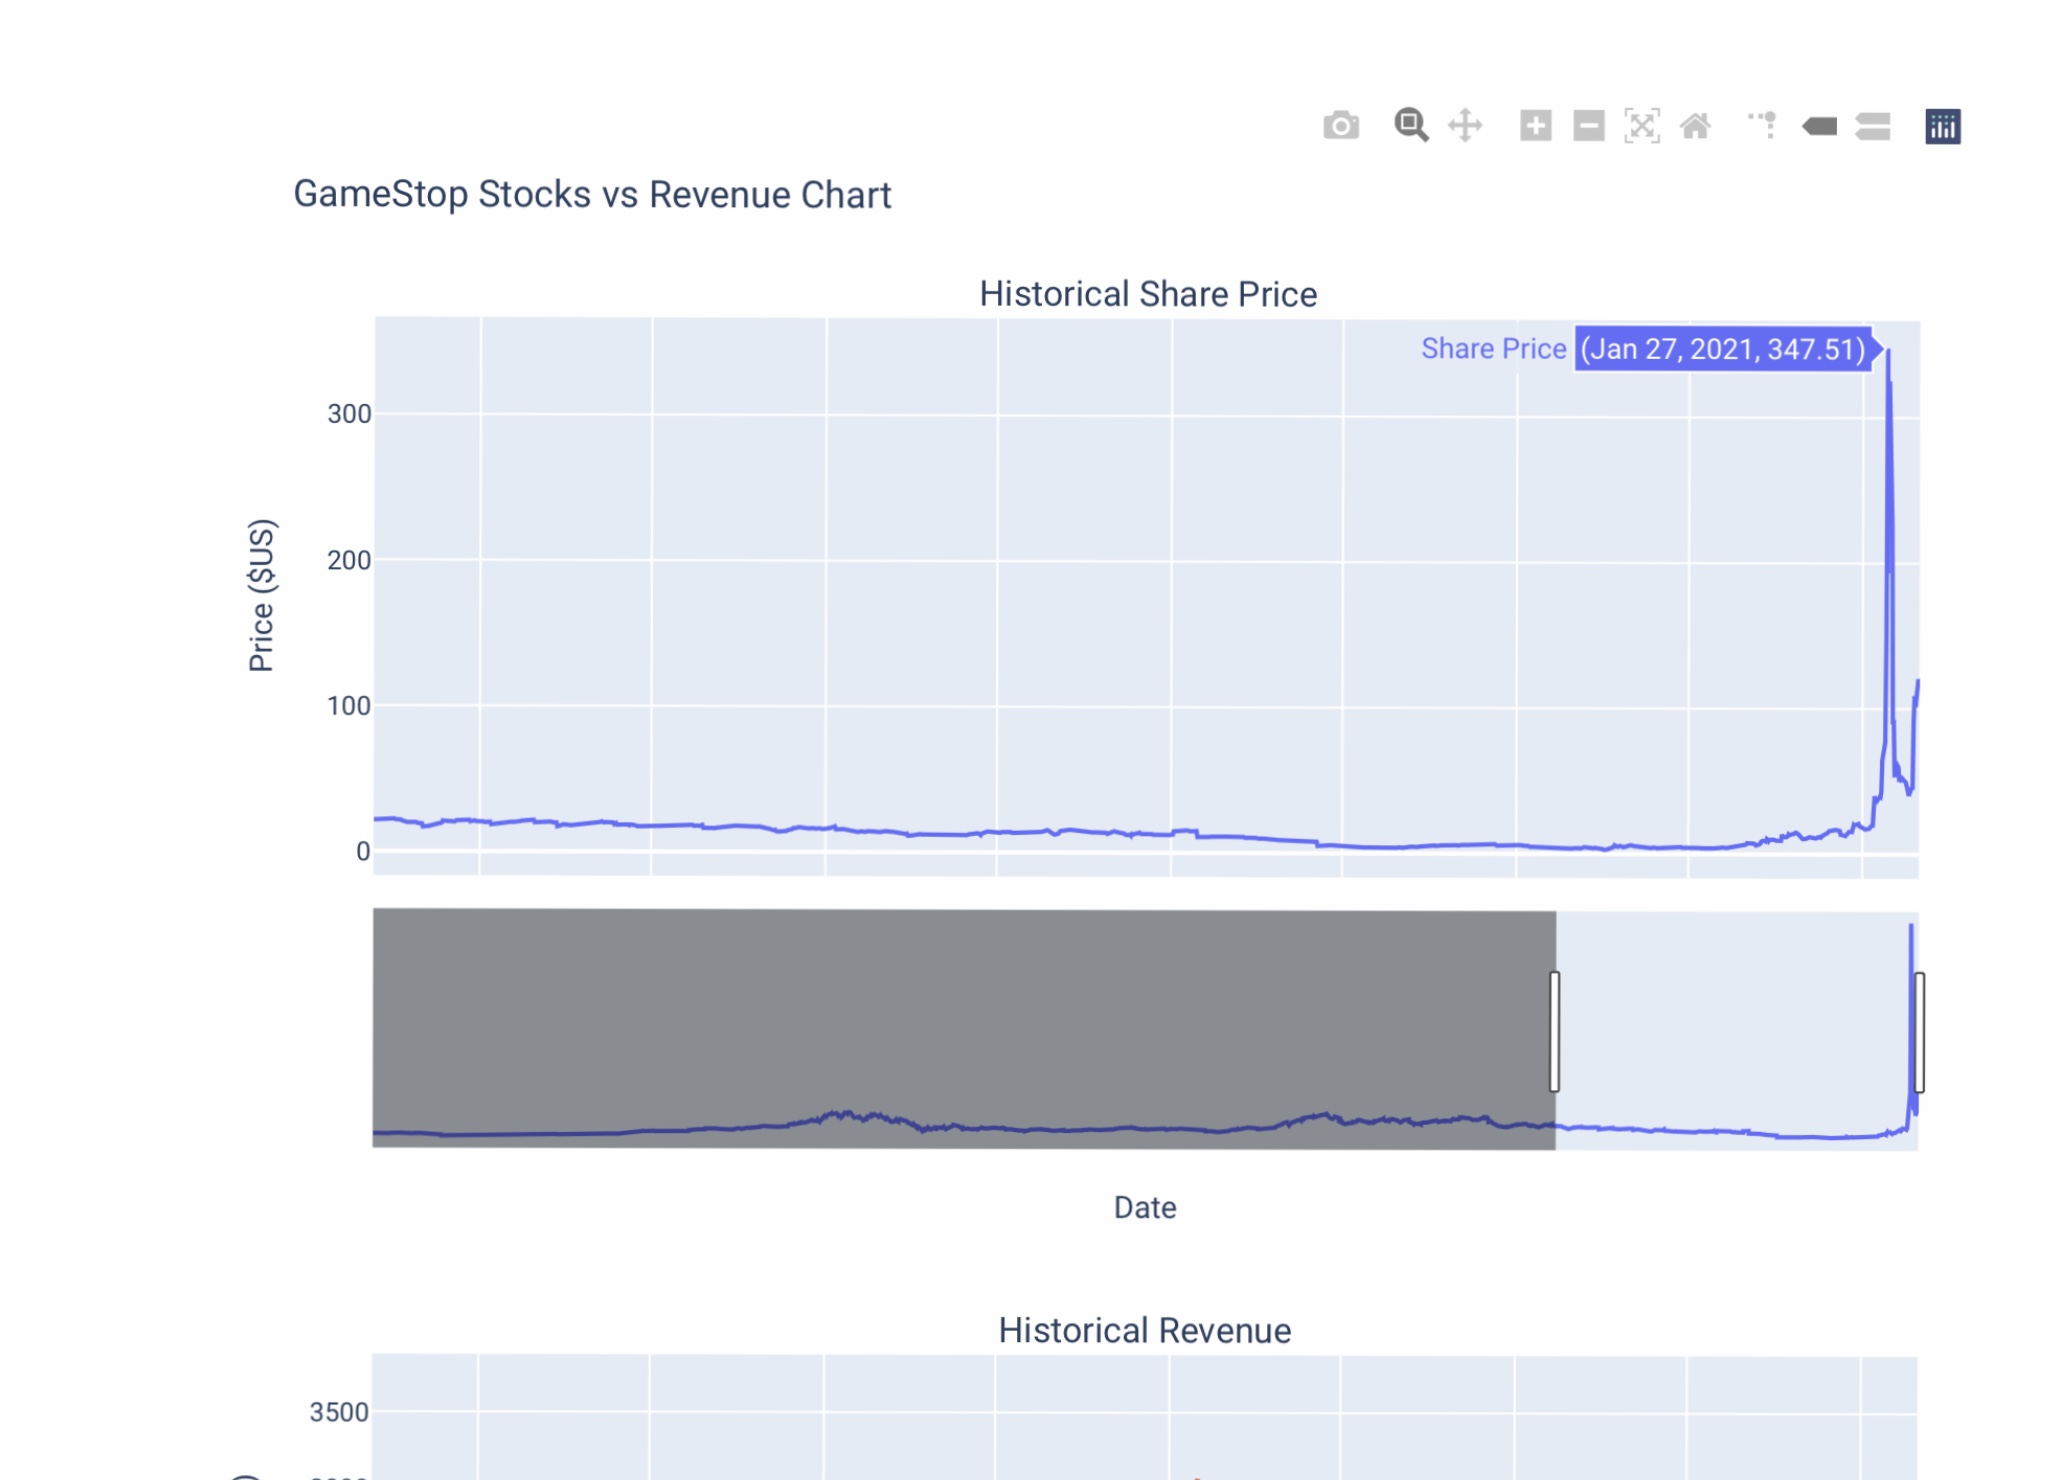 GameStop Stocks vs Revenue Chart
Historical Share Price
Share Price (Jan 27, 2021, 347.51)
300
200
100
0
Price ($US)
Date
Historical Revenue
3500